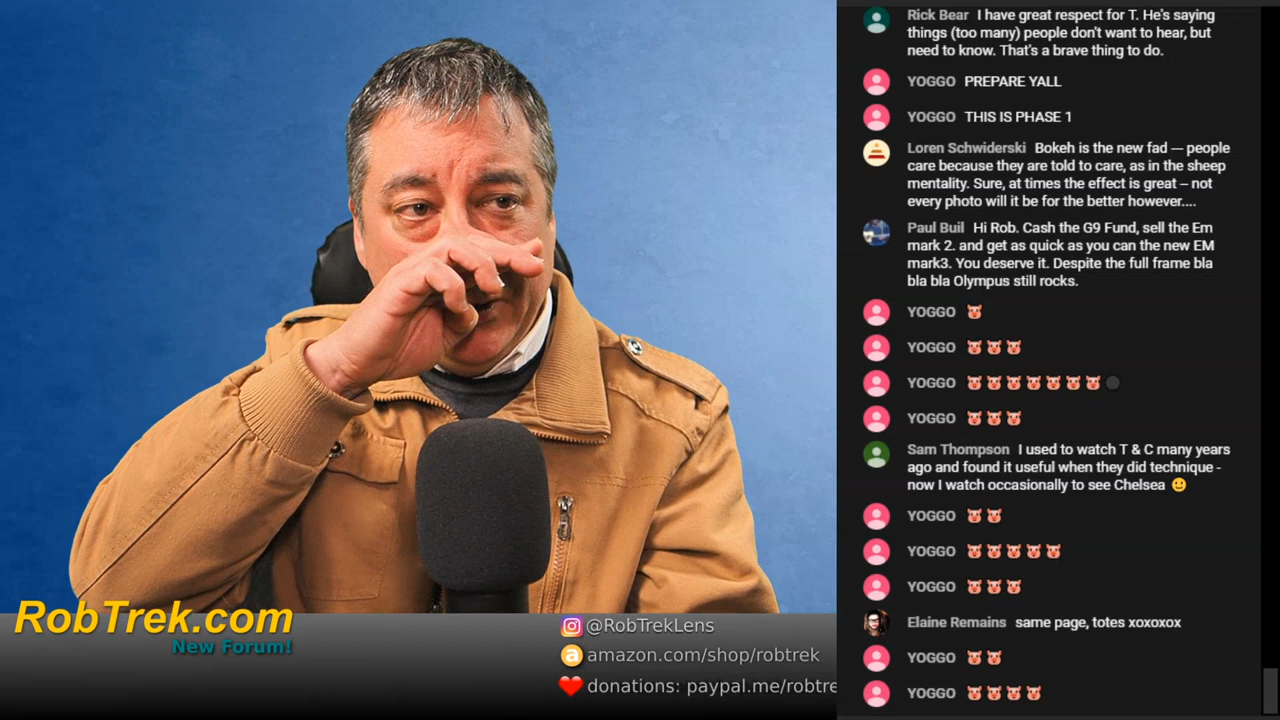 RobTrek.com
New Forum!
@RobTrekLens
amazon.com/shop/robtrek
donations: paypal.me/robtre
Rick Bear I have great respect for T. He's saying
things (too many) people don't want to hear, but
need to know. That's a brave thing to do.
YOGGO PREPARE YALL
YOGGO THIS IS PHASE 1
Loren Schwiderski Bokeh is the new fad — people
care because they are told to care, as in the sheep
mentality. Sure, at times the effect is great – not
every photo will it be for the better however....
Paul Buil Hi Rob. Cash the G9 Fund, sell the Em
mark 2. and get as quick as you can the new EM
mark3. You deserve it. Despite the full frame bla
bla bla Olympus still rocks.
YOGGO 🐷
YOGGO 🐷🐷🐷
YOGGO 🐷🐷🐷🐷🐷🐷🐷
YOGGO 🐷🐷🐷
Sam Thompson I used to watch T & C many years
ago and found it useful when they did technique -
now I watch occasionally to see Chelsea 🙂
YOGGO 🐷🐷
YOGGO 🐷🐷🐷🐷🐷
YOGGO 🐷🐷🐷
Elaine Remains same page, totes xoxoxox
YOGGO 🐷🐷
YOGGO 🐷🐷🐷🐷